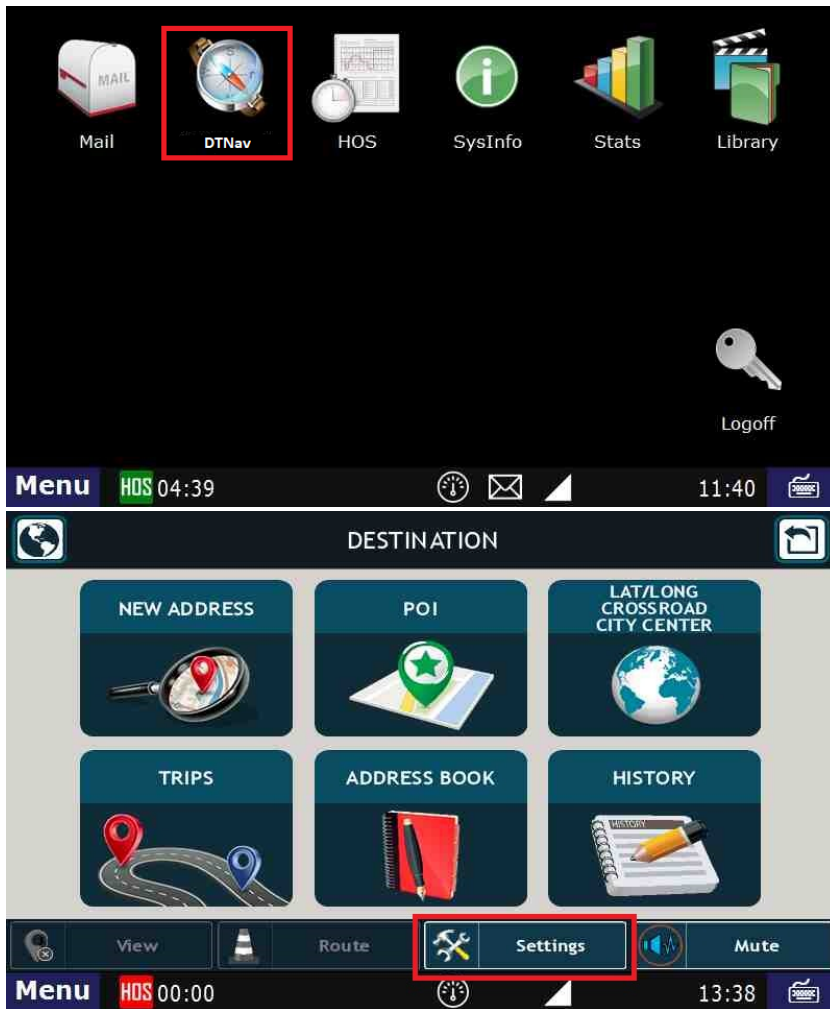 MAIL
Mail DTNav HOS SysInfo Stats Library
Logoff
Menu HOS 04:39 11:40
DESTINATION
NEW ADDRESS POI LAT/LONG
CROSSROAD
CITY CENTER
TRIPS ADDRESS BOOK HISTORY
HISTORY
View Route Settings Mute
Menu HOS 00:00 13:38